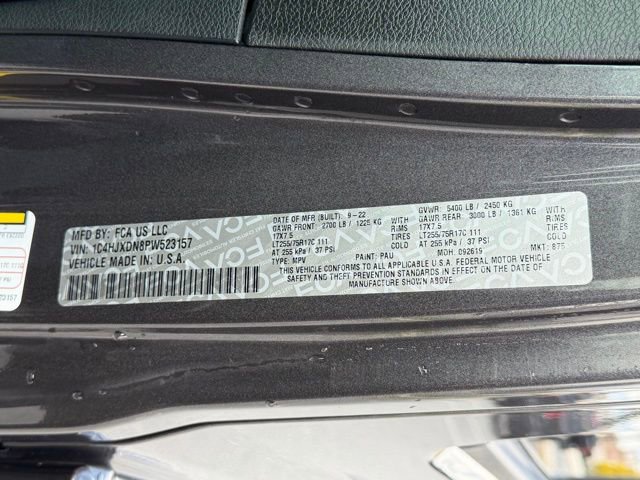 MFD BY: FCA US LLC
VIN: 1C4HJXDN8PW523157
VEHICLE MADE IN: U.S.A.
DATE OF MFR (BUILT): 9-22 GVWR: 5400 LB / 2450 KG
GAWR FRONT: 2700 LB / 1225 KG WITH GAWR REAR: 3000 LB / 1361 KG WITH
17X7.5 RIMS 17X7.5 RIMS
LT255/75R17C 111 TIRES LT255/75R17C 111 TIRES
AT 255 kPa / 37 PSI COLD AT 255 kPa / 37 PSI COLD
TYPE: MPV PAINT: PAU MDH: 092615 MKT: 875
THIS VEHICLE CONFORMS TO ALL APPLICABLE U.S.A. FEDERAL MOTOR VEHICLE
SAFETY AND THEFT PREVENTION STANDARDS IN EFFECT ON THE DATE OF
MANUFACTURE SHOWN ABOVE.
FCA
23157